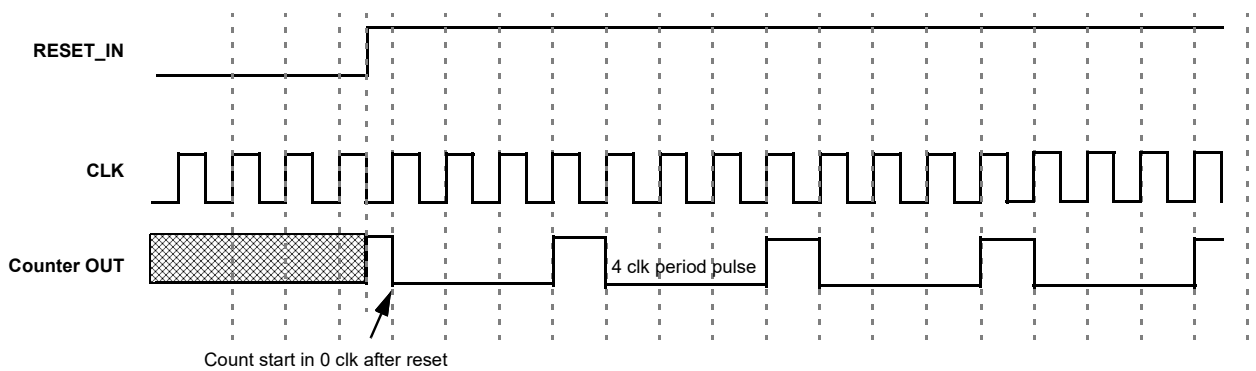 RESET_IN
CLK
Counter OUT
4 clk period pulse
Count start in 0 clk after reset